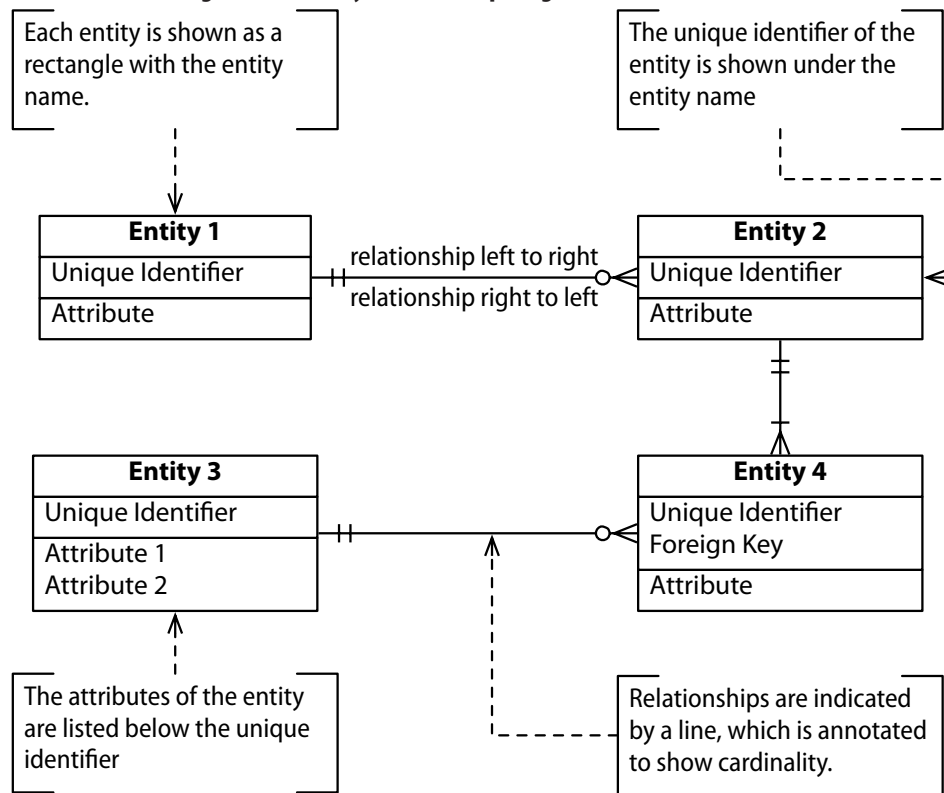 Each entity is shown as a
rectangle with the entity
name.
The unique identifier of the
entity is shown under the
entity name
Entity 1
Unique Identifier
Attribute
relationship left to right
relationship right to left
Entity 2
Unique Identifier
Attribute
Entity 3
Unique Identifier
Attribute 1
Attribute 2
Entity 4
Unique Identifier
Foreign Key
Attribute
The attributes of the entity
are listed below the unique
identifier
Relationships are indicated
by a line, which is annotated
to show cardinality.